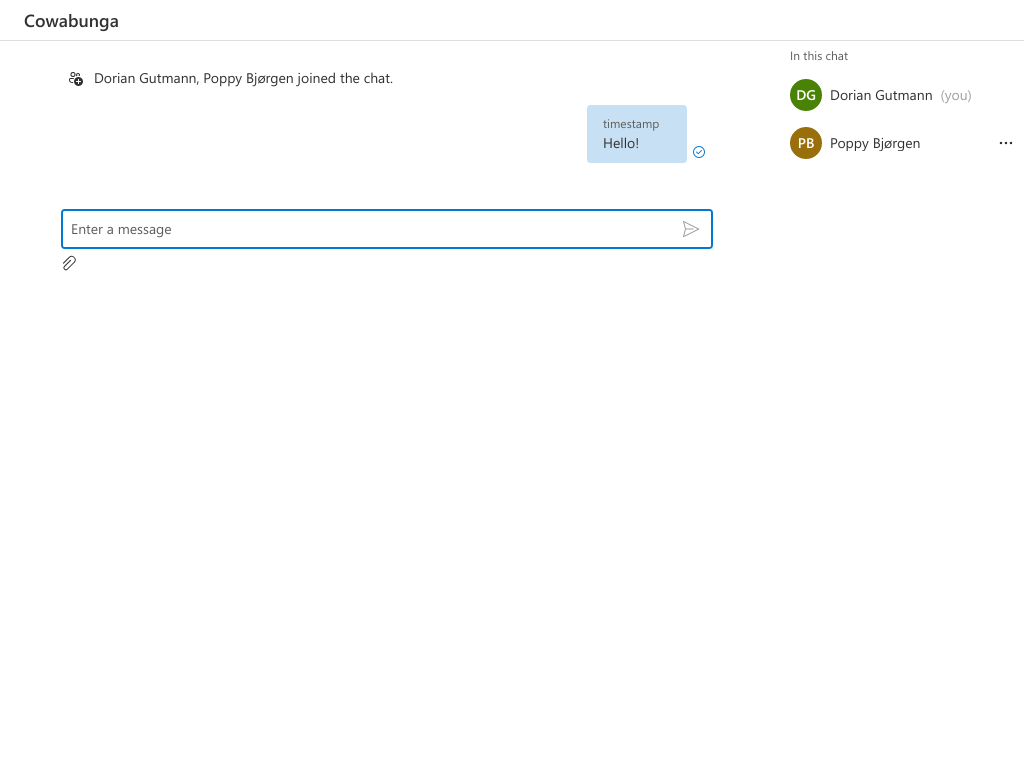 Cowabunga
Dorian Gutmann, Poppy Bjørgen joined the chat.
timestamp
Hello!
Enter a message
In this chat
DG Dorian Gutmann (you)
PB Poppy Bjørgen